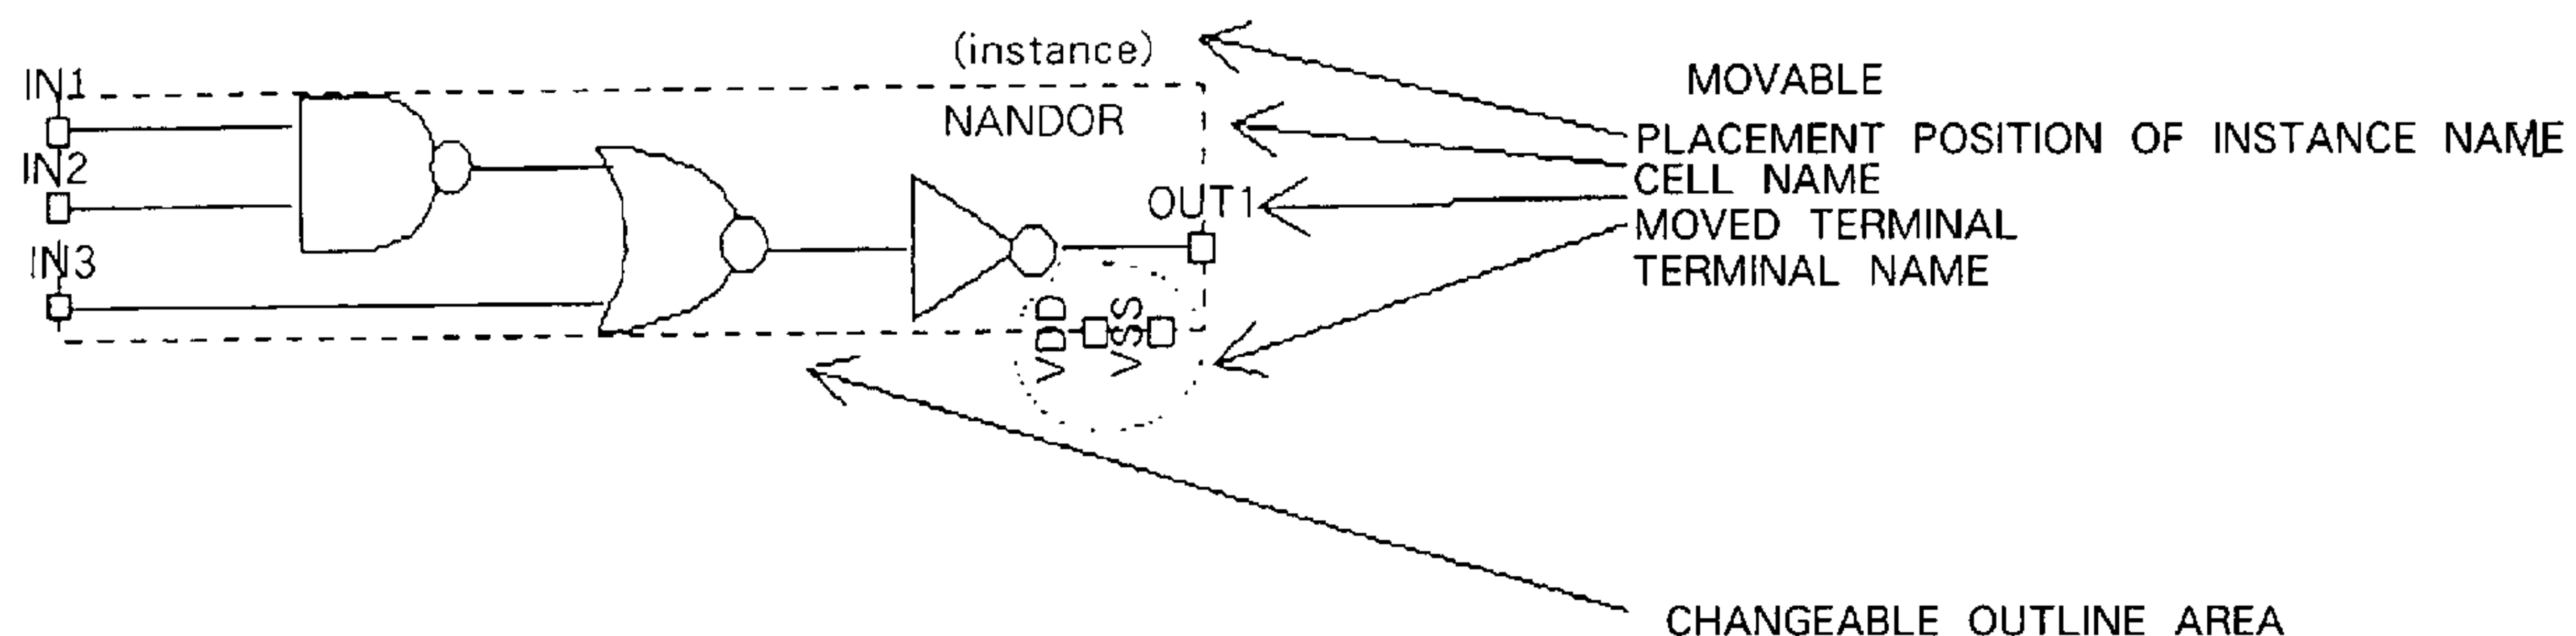 (instance)
IN1
NANDOR
IN2
OUT1
IN3
VDD
VSS
MOVABLE
PLACEMENT POSITION OF INSTANCE NAME
CELL NAME
MOVED TERMINAL
TERMINAL NAME
CHANGEABLE OUTLINE AREA